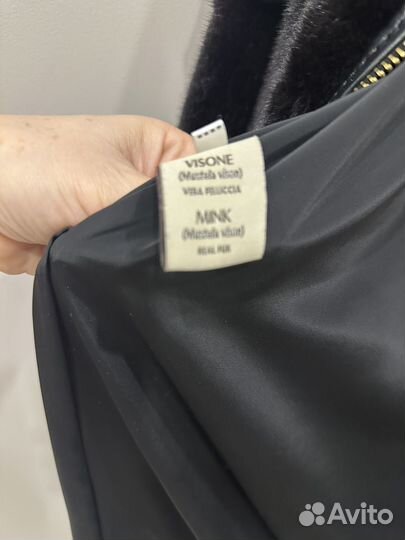 VISONE
(Mustela vison)
VERA PELLICCIA
MINK
(Mustela vison)
REAL FUR
Avito